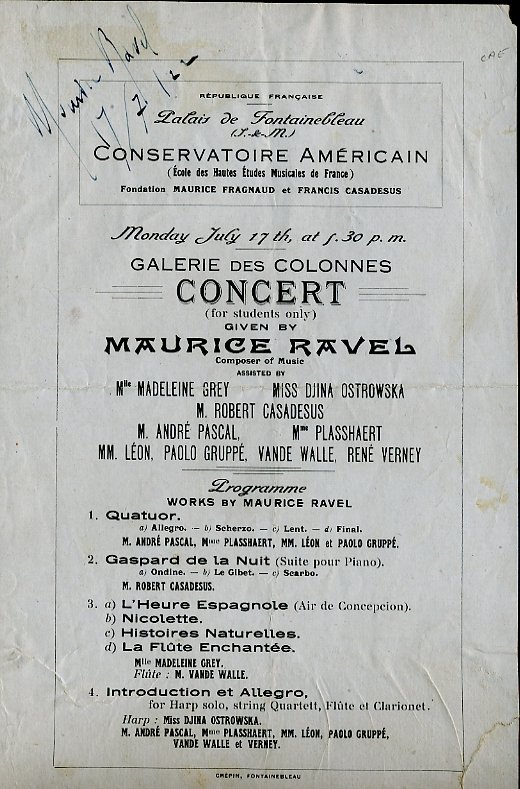 Maurice Ravel
17/7/22
CAE
RÉPUBLIQUE FRANÇAISE
Palais de Fontainebleau
(S.-&-M.)
CONSERVATOIRE AMÉRICAIN
(École des Hautes Études Musicales de France)
Fondation MAURICE FRAGNAUD et FRANCIS CASADESUS
Monday July 17th, at 5.30 p. m.
GALERIE DES COLONNES
CONCERT
(for students only)
GIVEN BY
MAURICE RAVEL
Composer of Music
ASSISTED BY
Mlle MADELEINE GREY MISS DJINA OSTROWSKA
M. ROBERT CASADESUS
M. ANDRÉ PASCAL, Mme PLASSHAERT
MM. LÉON, PAOLO GRUPPÉ, VANDE WALLE, RENÉ VERNEY
Programme
WORKS BY MAURICE RAVEL
1. Quatuor.
a) Allegro. — b) Scherzo. — c) Lent. — d) Final.
M. ANDRÉ PASCAL, Mme PLASSHAERT, MM. LÉON et PAOLO GRUPPÉ.
2. Gaspard de la Nuit (Suite pour Piano).
a) Ondine. — b) Le Gibet. — c) Scarbo.
M. ROBERT CASADESUS.
3. a) L'Heure Espagnole (Air de Concepcion).
b) Nicolette.
c) Histoires Naturelles.
d) La Flûte Enchantée.
Mlle MADELEINE GREY.
Flûte : M. VANDE WALLE.
4. Introduction et Allegro,
for Harp solo, string Quartett, Flûte et Clarionet.
Harp : Miss DJINA OSTROWSKA.
M. ANDRÉ PASCAL, Mme PLASSHAERT, MM. LÉON, PAOLO GRUPPÉ,
VANDE WALLE et VERNEY.
CRÉPIN, FONTAINEBLEAU